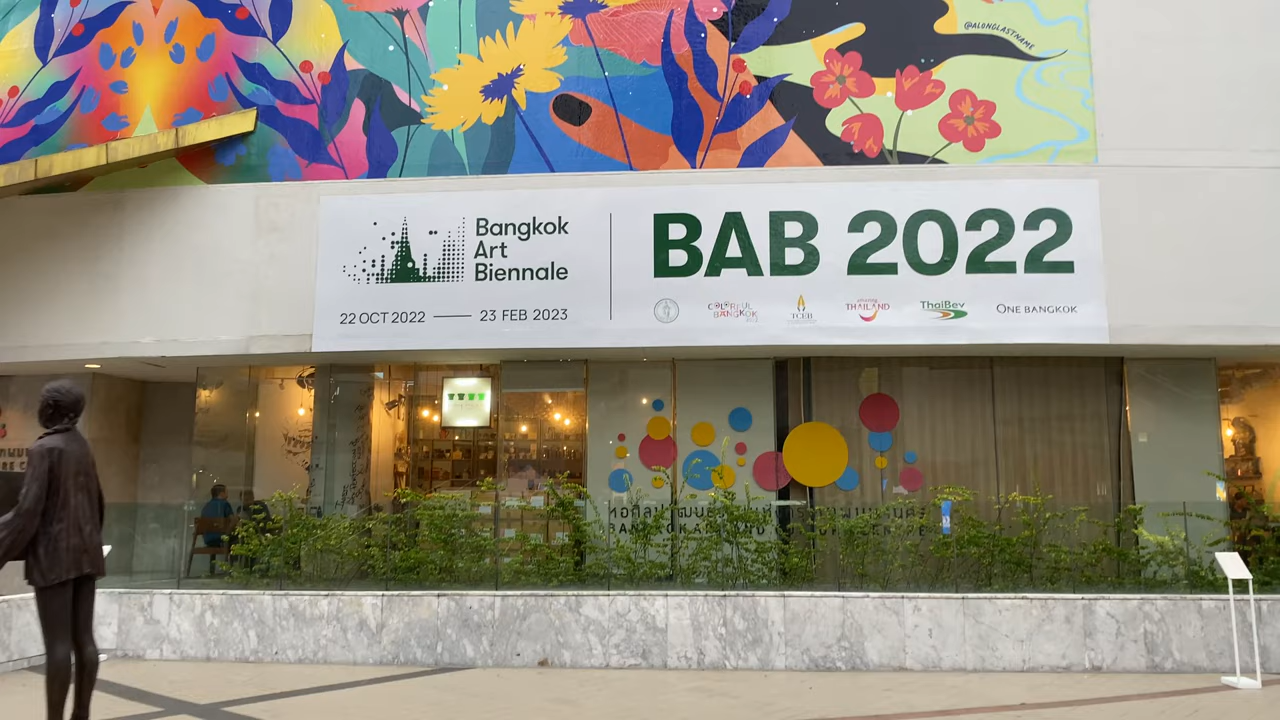 @ALONGLASTNAME
Bangkok
Art
Biennale
BAB 2022
22 OCT 2022 — 23 FEB 2023
COLORFUL
BANGKOK
TCEB
amazing
THAILAND
ThaiBev
ONE BANGKOK